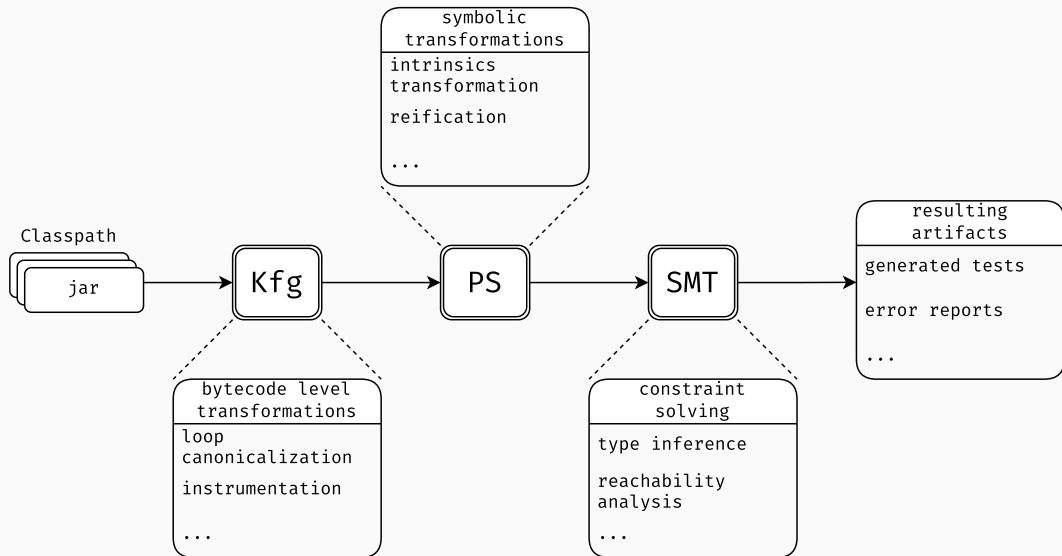 symbolic
transformations
intrinsics
transformation
reification
...
Classpath
jar
Kfg
PS
SMT
resulting
artifacts
generated tests
error reports
...
bytecode level
transformations
loop
canonicalization
instrumentation
...
constraint
solving
type inference
reachability
analysis
...